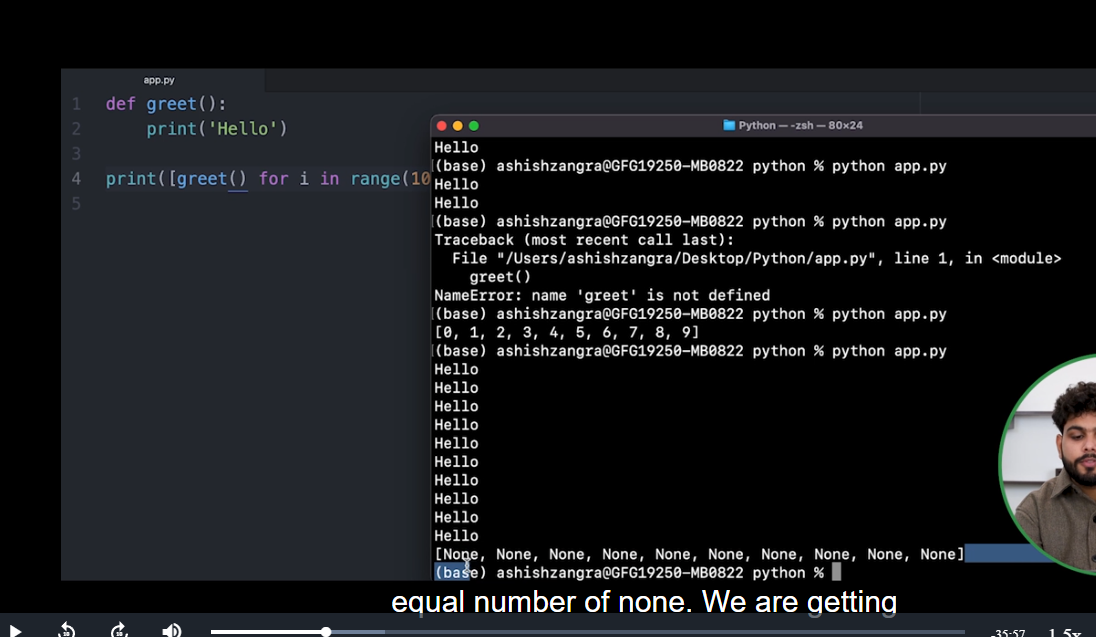 app.py
1 def greet():
2     print('Hello')
3
4 print([greet() for i in range(10
5
Python — -zsh — 80×24
Hello
(base) ashishzangra@GFG19250-MB0822 python % python app.py
Hello
Hello
(base) ashishzangra@GFG19250-MB0822 python % python app.py
Traceback (most recent call last):
  File "/Users/ashishzangra/Desktop/Python/app.py", line 1, in <module>
    greet()
NameError: name 'greet' is not defined
(base) ashishzangra@GFG19250-MB0822 python % python app.py
[0, 1, 2, 3, 4, 5, 6, 7, 8, 9]
(base) ashishzangra@GFG19250-MB0822 python % python app.py
Hello
Hello
Hello
Hello
Hello
Hello
Hello
Hello
Hello
Hello
[None, None, None, None, None, None, None, None, None, None]
(base) ashishzangra@GFG19250-MB0822 python %
equal number of none. We are getting
10 10 -35:57 1.5x